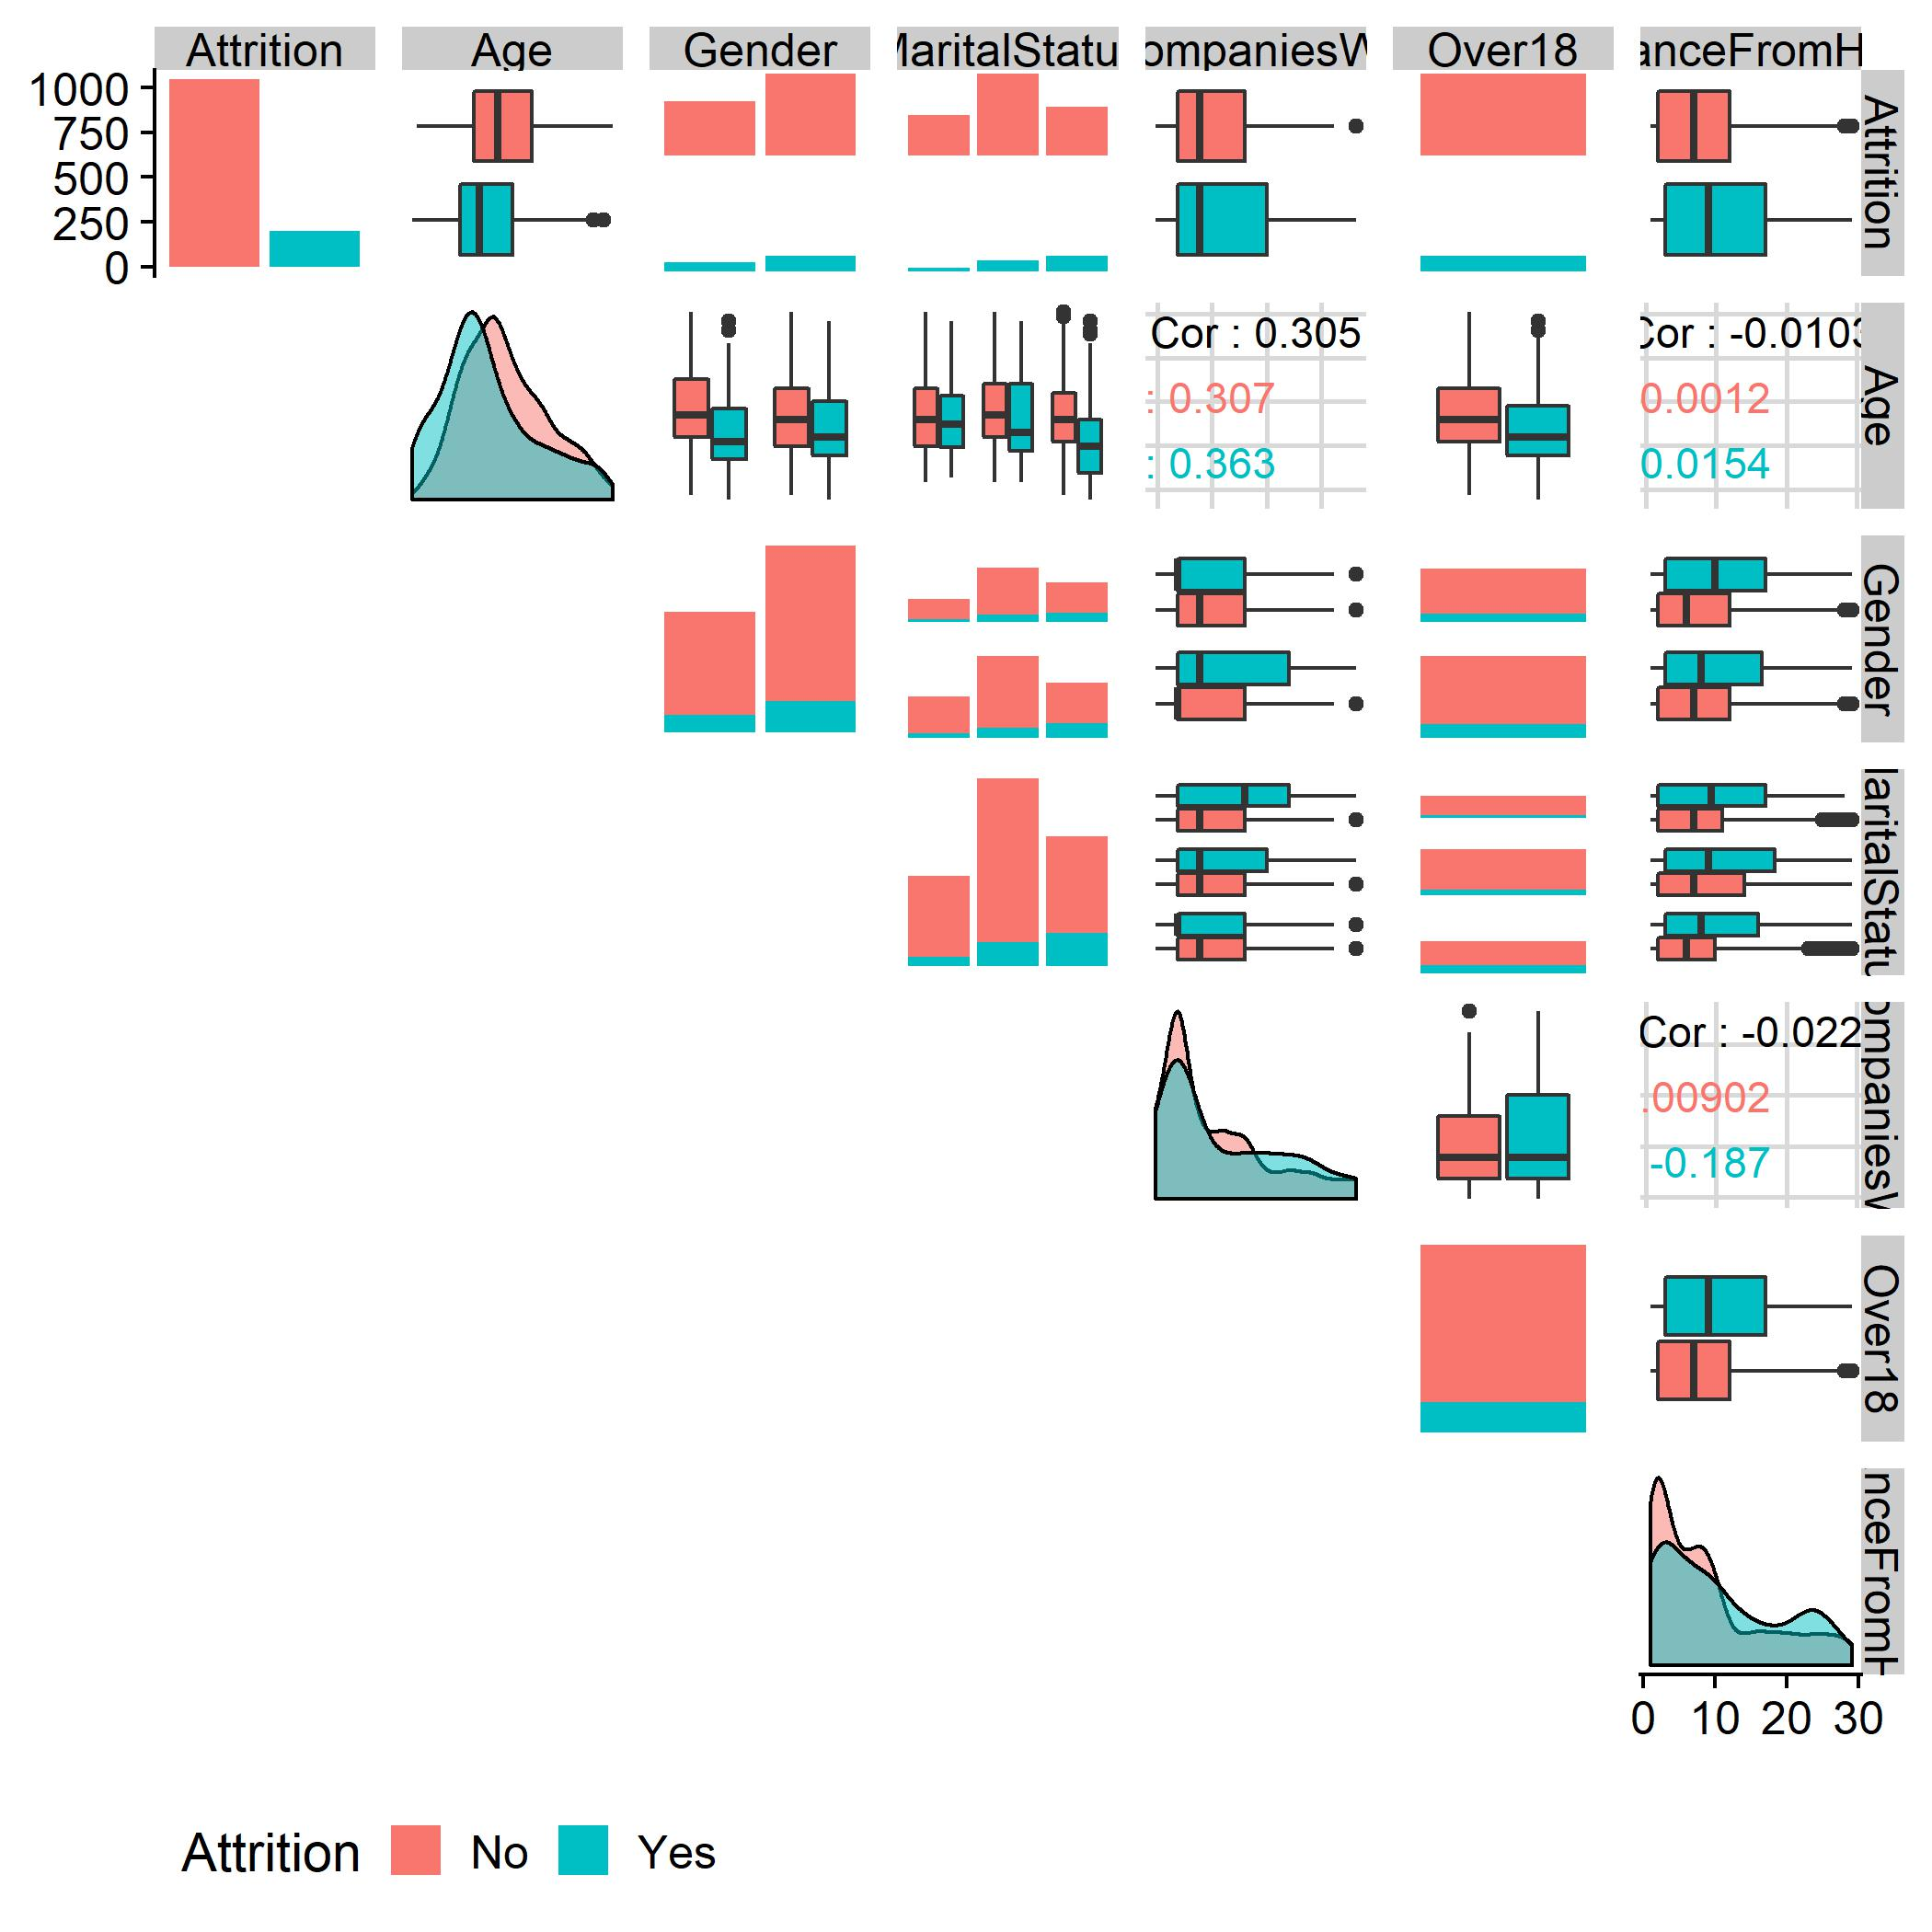 Attrition Age Gender MaritalStatu ompaniesW Over18 anceFromH
1000
750
500
250
0
Attrition
Cor : 0.305
: 0.307
: 0.363
Cor : -0.0103
0.0012
0.0154
Age
Gender
laritalStatu
Cor : -0.022
.00902
-0.187
ompaniesW
Over18
nceFromH
0 10 20 30
Attrition No Yes